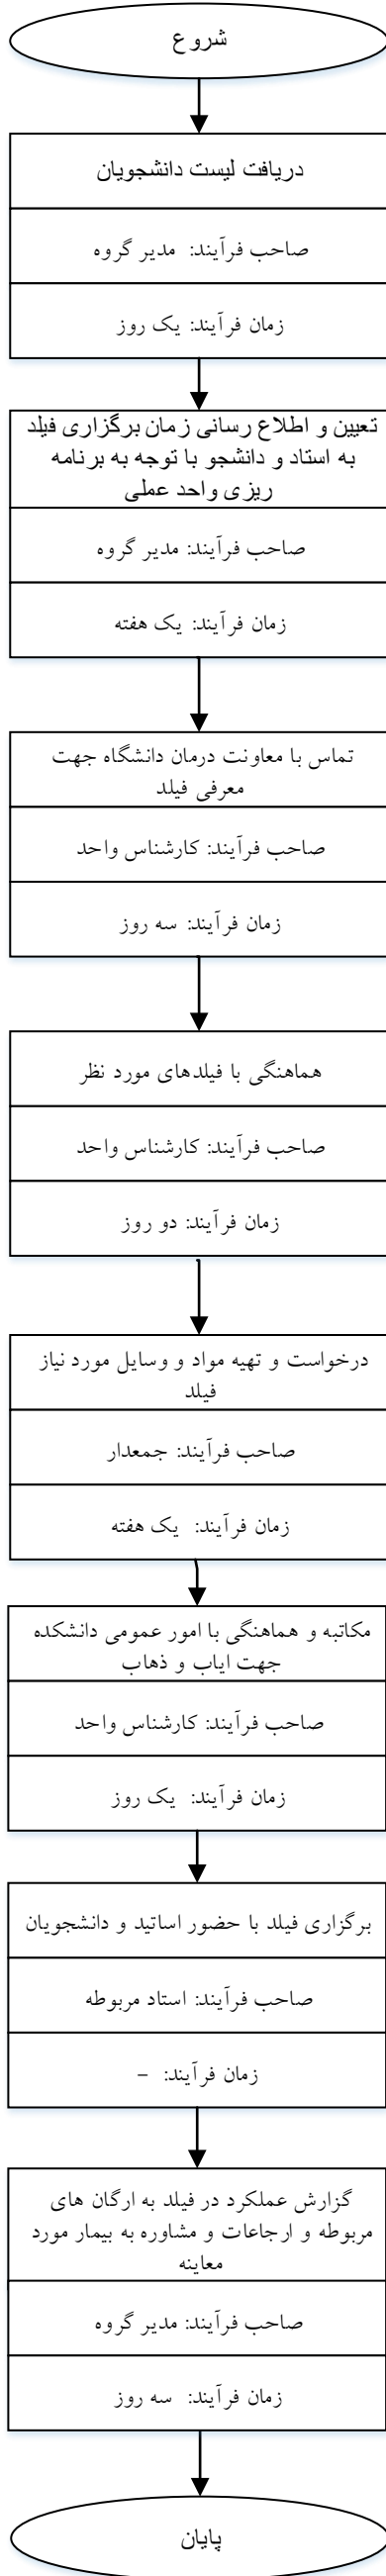 شروع
دریافت لیست دانشجویان
صاحب فرآیند: مدیر گروه
زمان فرآیند: یک روز
تعیین و اطلاع رسانی زمان برگزاری فیلد
به استاد و دانشجو با توجه به برنامه
ریزی واحد عملی
صاحب فرآیند: مدیر گروه
زمان فرآیند: یک هفته
تماس با معاونت درمان دانشگاه جهت
معرفی فیلد
صاحب فرآیند: کارشناس واحد
زمان فرآیند: سه روز
هماهنگی با فیلدهای مورد نظر
صاحب فرآیند: کارشناس واحد
زمان فرآیند: دو روز
درخواست و تهیه مواد و وسایل مورد نیاز
فیلد
صاحب فرآیند: جمعدار
زمان فرآیند: یک هفته
مکاتبه و هماهنگی با امور عمومی دانشکده
جهت ایاب و ذهاب
صاحب فرآیند: کارشناس واحد
زمان فرآیند: یک روز
برگزاری فیلد با حضور اساتید و دانشجویان
صاحب فرآیند: استاد مربوطه
زمان فرآیند: -
گزارش عملکرد در فیلد به ارگان های
مربوطه و ارجاعات و مشاوره به بیمار مورد
معاینه
صاحب فرآیند: مدیر گروه
زمان فرآیند: سه روز
پایان